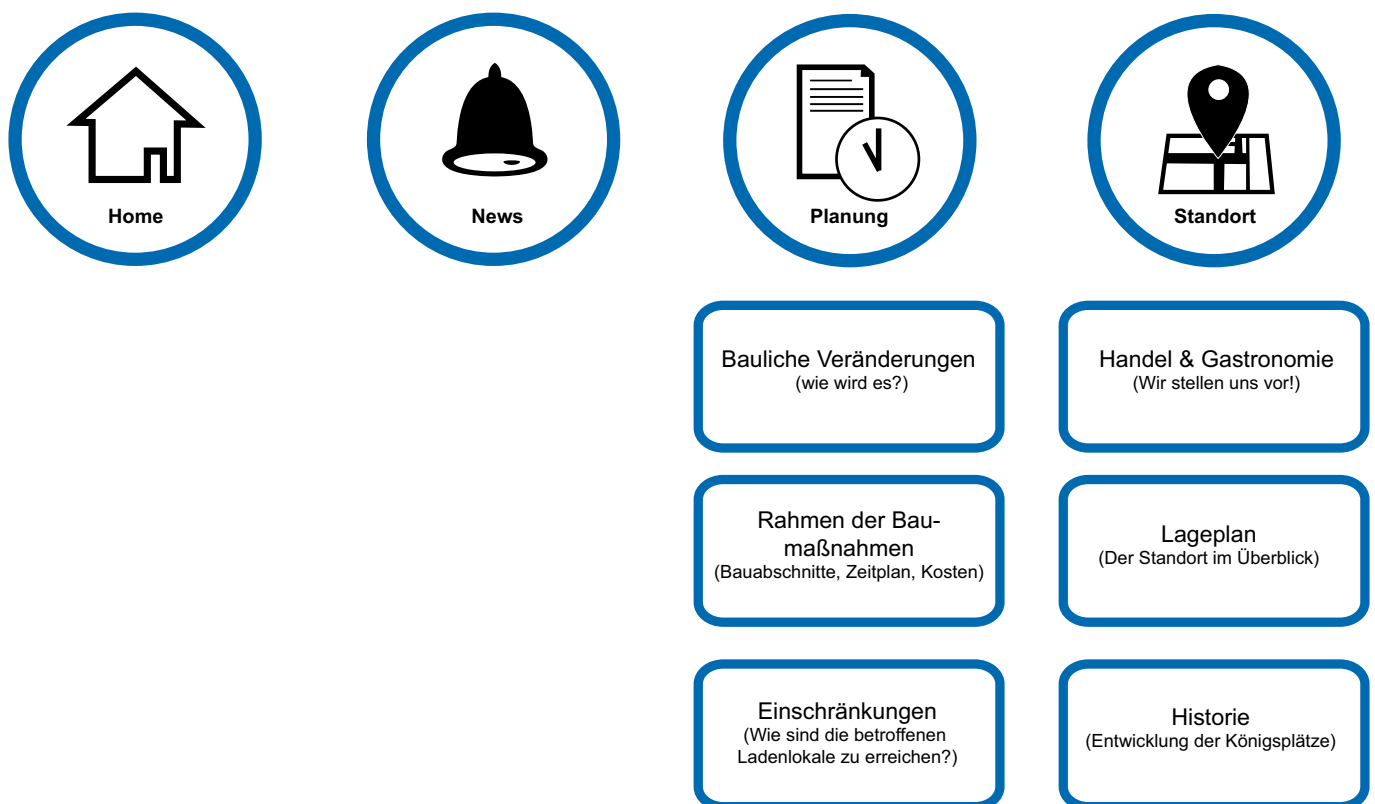 Home
News
Planung
Standort
Bauliche Veränderungen
(wie wird es?)
Handel & Gastronomie
(Wir stellen uns vor!)
Rahmen der Bau-
maßnahmen
(Bauabschnitte, Zeitplan, Kosten)
Lageplan
(Der Standort im Überblick)
Einschränkungen
(Wie sind die betroffenen
Ladenlokale zu erreichen?)
Historie
(Entwicklung der Königsplätze)